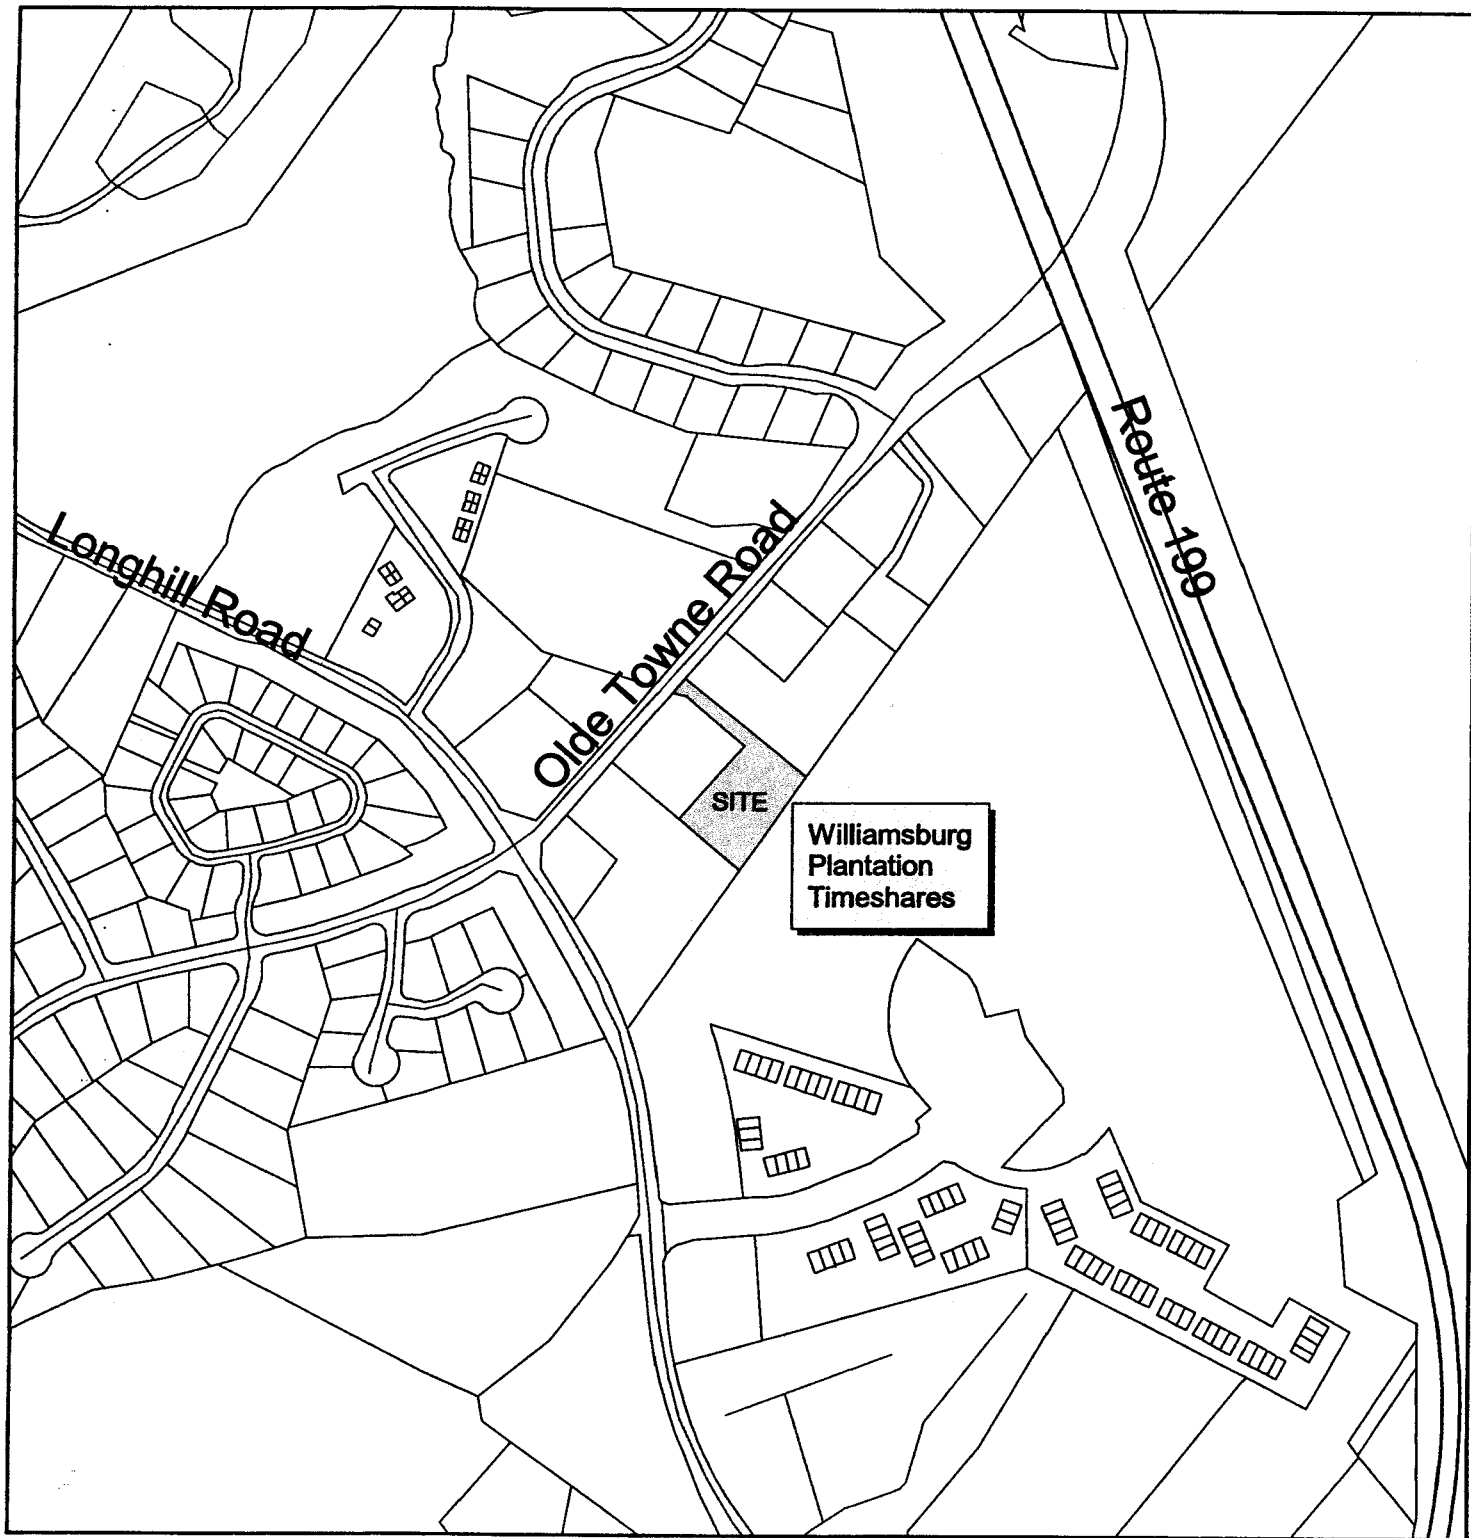 Route 199
Longhill Road
Olde Towne Road
SITE
Williamsburg
Plantation
Timeshares